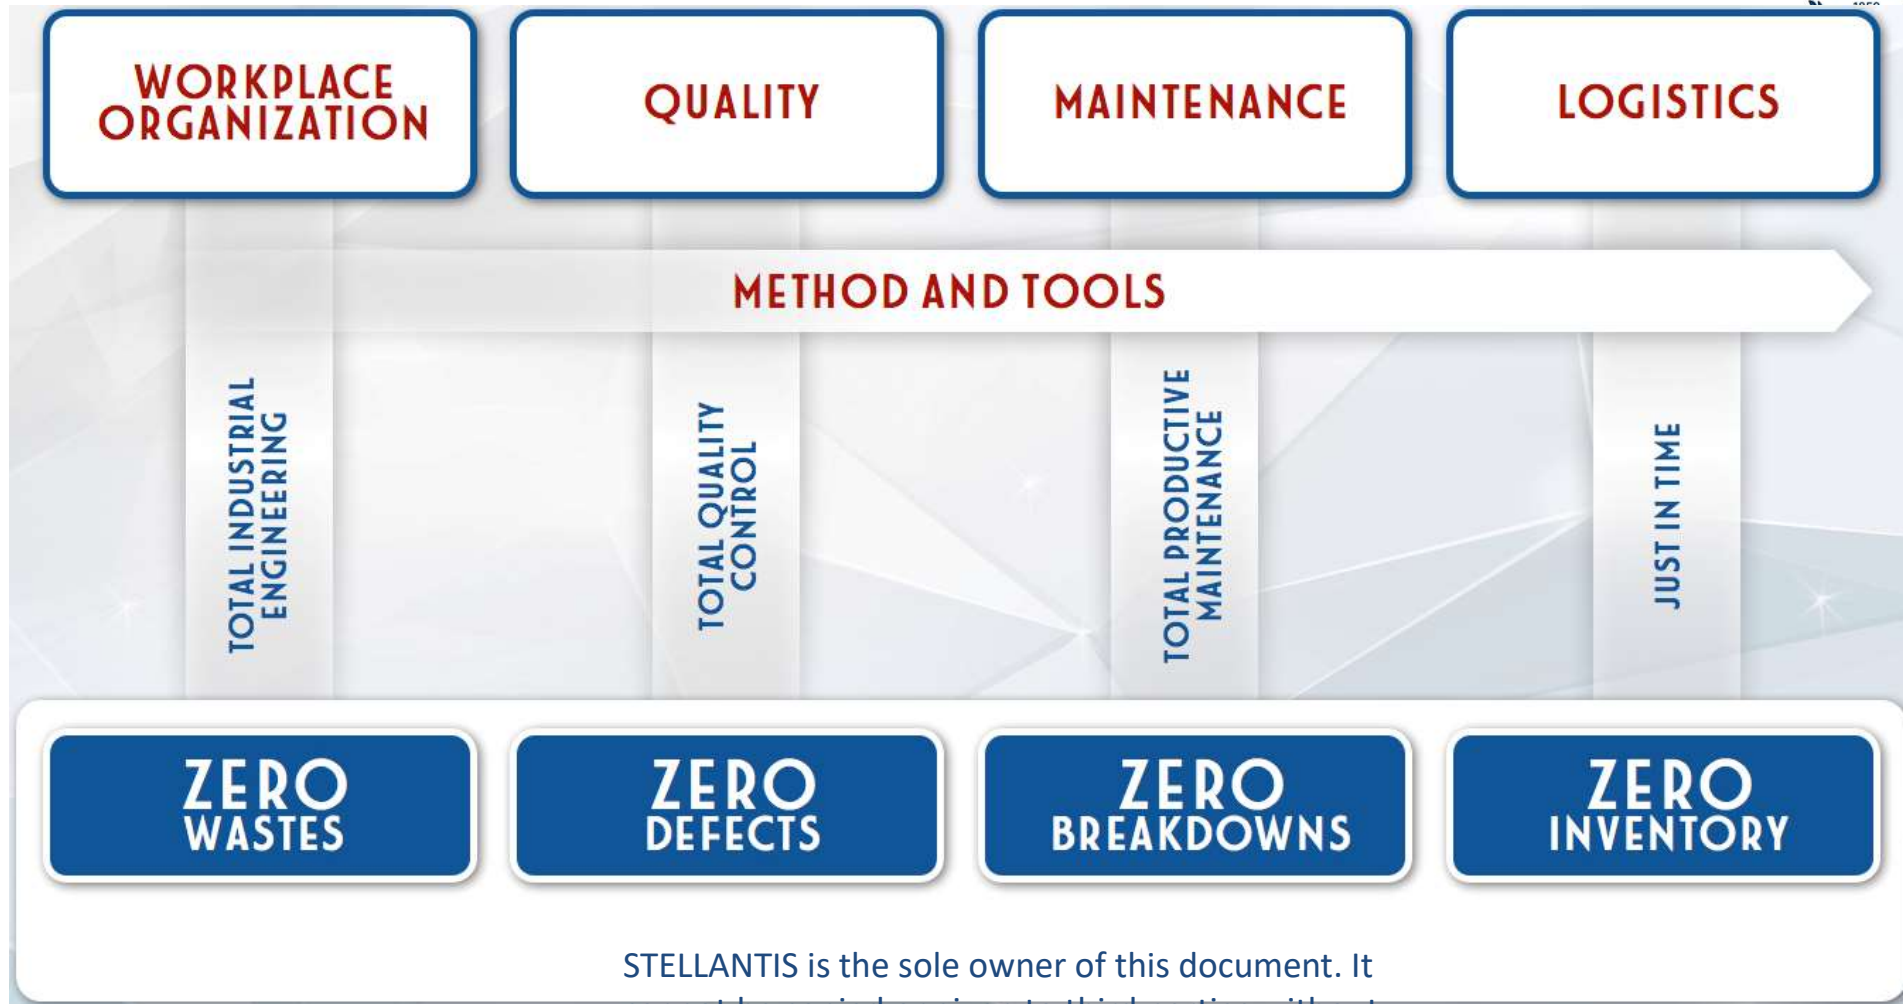 WORKPLACE
ORGANIZATION
QUALITY
MAINTENANCE
LOGISTICS
METHOD AND TOOLS
TOTAL INDUSTRIAL
ENGINEERING
TOTAL QUALITY
CONTROL
TOTAL PRODUCTIVE
MAINTENANCE
JUST IN TIME
ZERO
WASTES
ZERO
DEFECTS
ZERO
BREAKDOWNS
ZERO
INVENTORY
STELLANTIS is the sole owner of this document. It